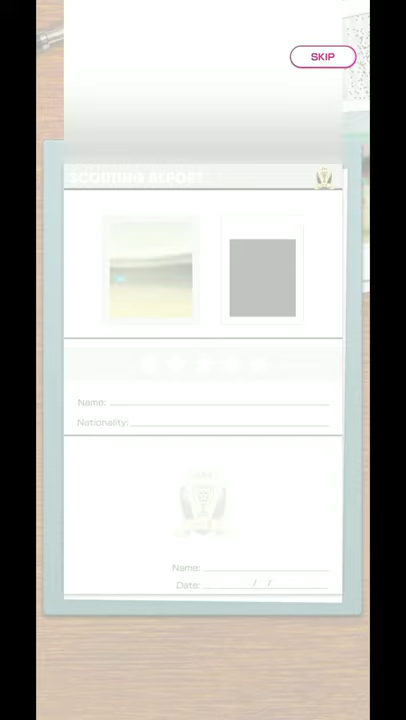 SKIP
SCOUTING REPORT
Name:
Nationality:
Name:
Date: / /